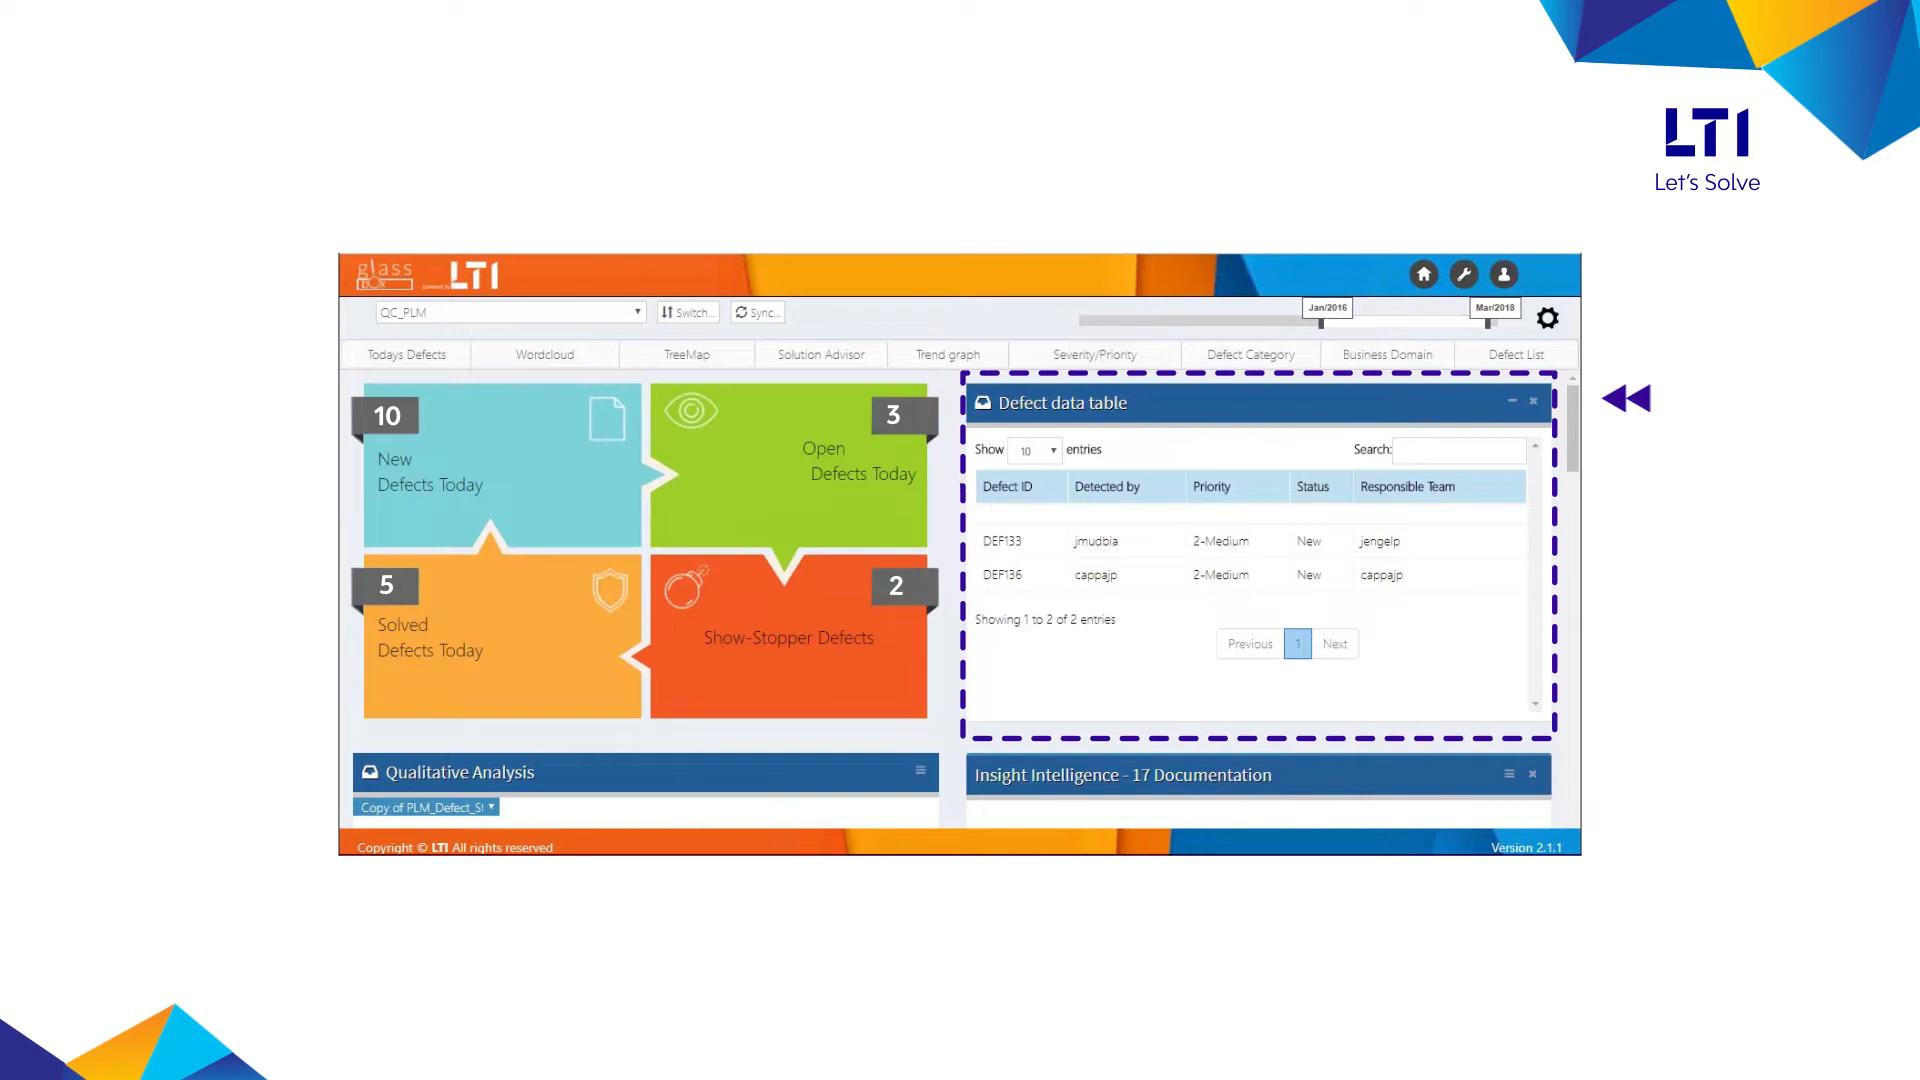 LTI
Let's Solve
glass
box
LTI
QC_PLM
Switch...
Sync...
Jan/2016
Mar/2018
Todays Defects
Wordcloud
TreeMap
Solution Advisor
Trend graph
Severity/Priority
Defect Category
Business Domain
Defect List
10
New
Defects Today
3
Open
Defects Today
5
Solved
Defects Today
2
Show-Stopper Defects
Defect data table
Show 10 entries
Search:
Defect ID Detected by Priority Status Responsible Team
DEF133 jmudbia 2-Medium New jengelp
DEF136 cappajp 2-Medium New cappajp
Showing 1 to 2 of 2 entries
Previous 1 Next
Qualitative Analysis
Copy of PLM_Defect_St
Insight Intelligence - 17 Documentation
Copyright © LTI All rights reserved
Version 2.1.1